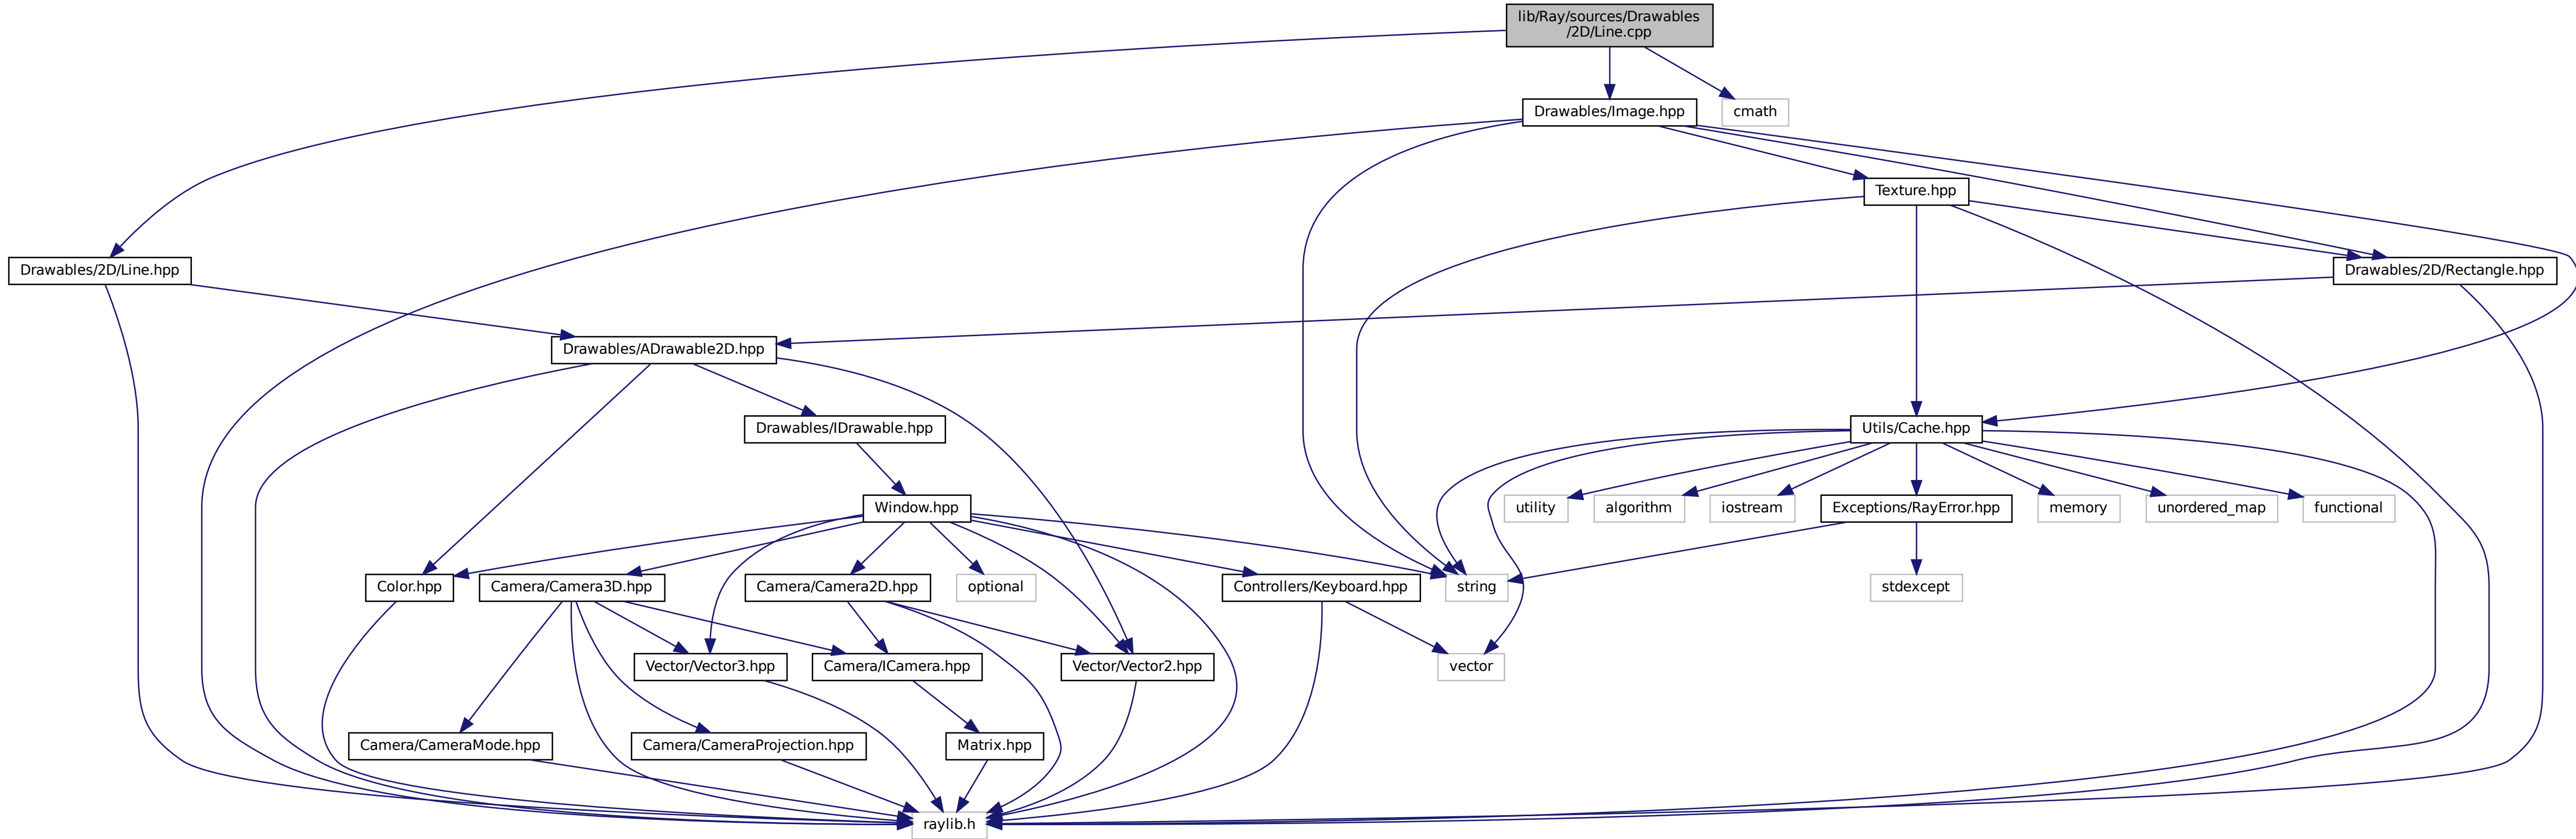 lib/Ray/sources/Drawables
/2D/Line.cpp
Drawables/Image.hpp
cmath
Texture.hpp
Drawables/2D/Line.hpp
Drawables/2D/Rectangle.hpp
Drawables/ADrawable2D.hpp
Drawables/IDrawable.hpp
Utils/Cache.hpp
Window.hpp
utility
algorithm
iostream
Exceptions/RayError.hpp
memory
unordered_map
functional
Color.hpp
Camera/Camera3D.hpp
Camera/Camera2D.hpp
optional
Controllers/Keyboard.hpp
string
stdexcept
Vector/Vector3.hpp
Camera/ICamera.hpp
Vector/Vector2.hpp
vector
Camera/CameraMode.hpp
Camera/CameraProjection.hpp
Matrix.hpp
raylib.h